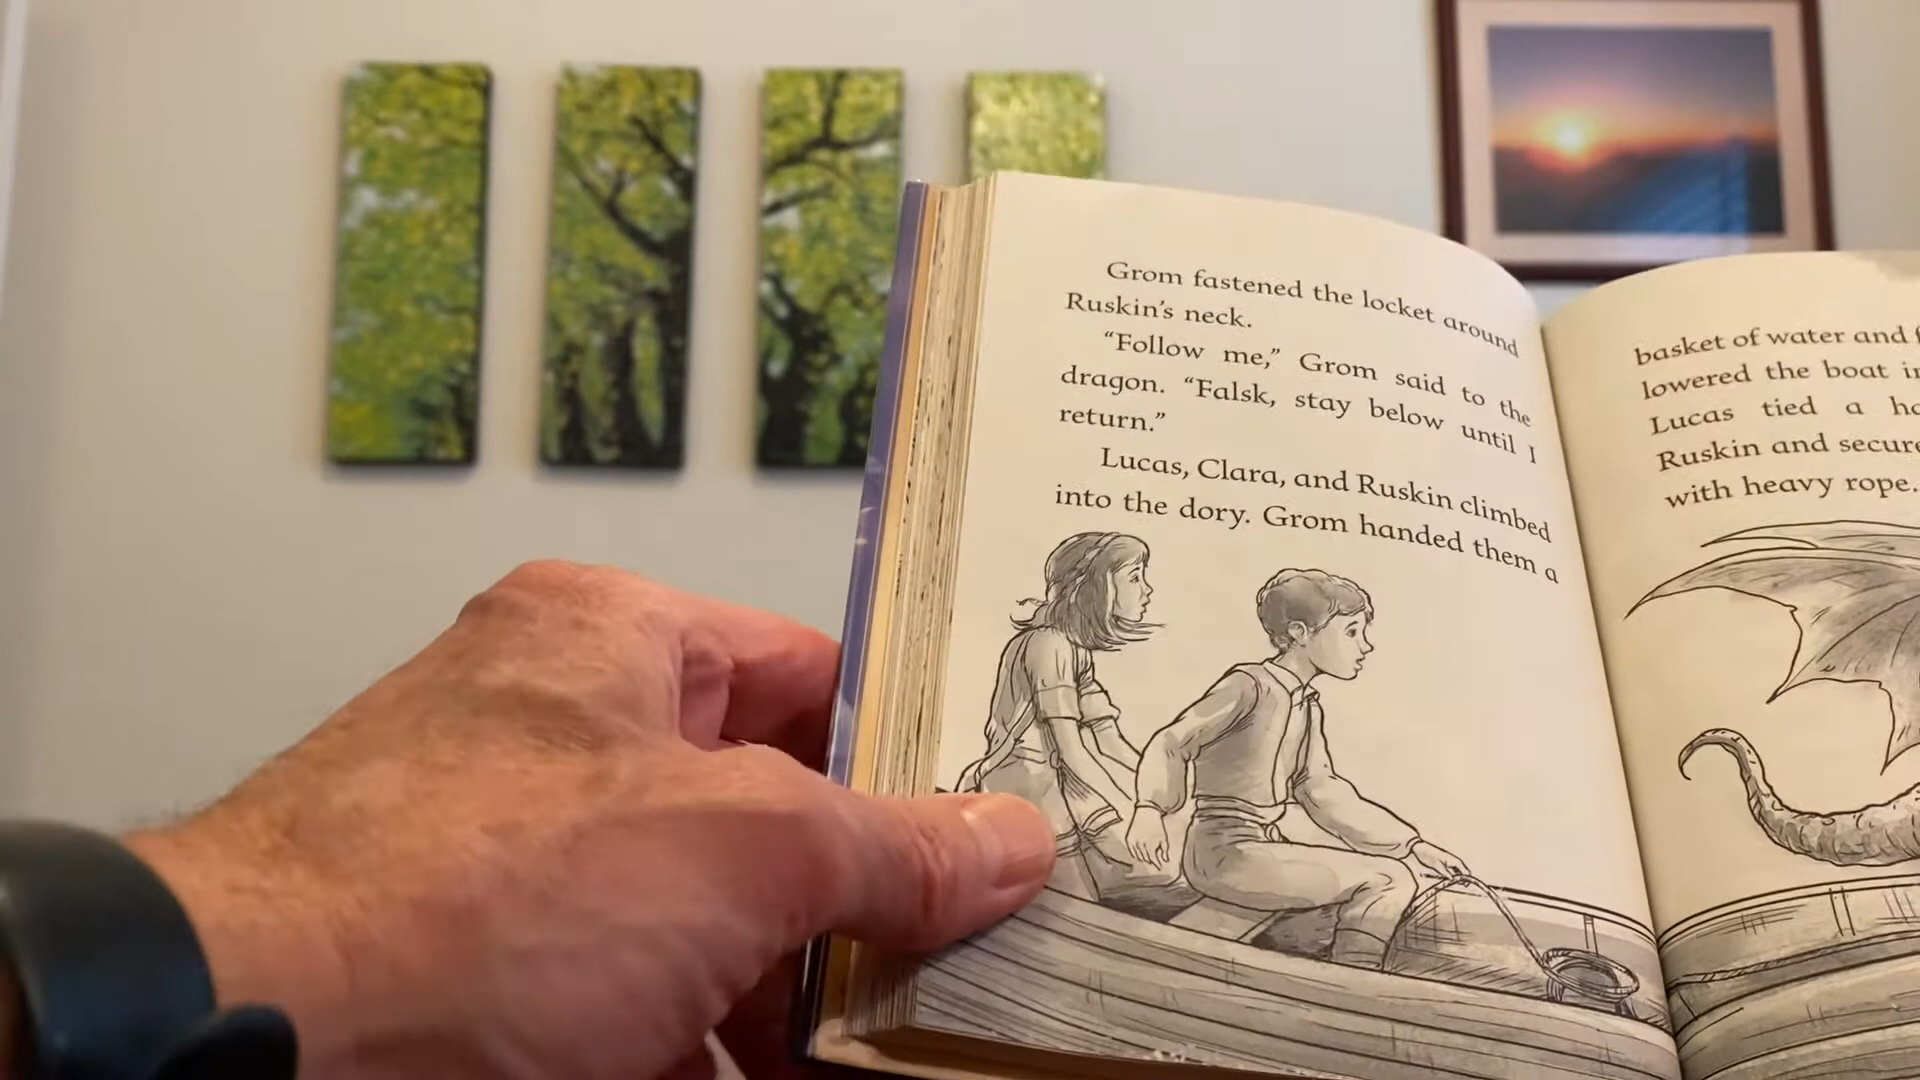 Grom fastened the locket around
Ruskin's neck.
“Follow me,” Grom said to the
dragon. “Falsk, stay below until I
return.”
Lucas, Clara, and Ruskin climbed
into the dory. Grom handed them a
basket of water and
lowered the boat
Lucas tied a
Ruskin and
with heavy rope.